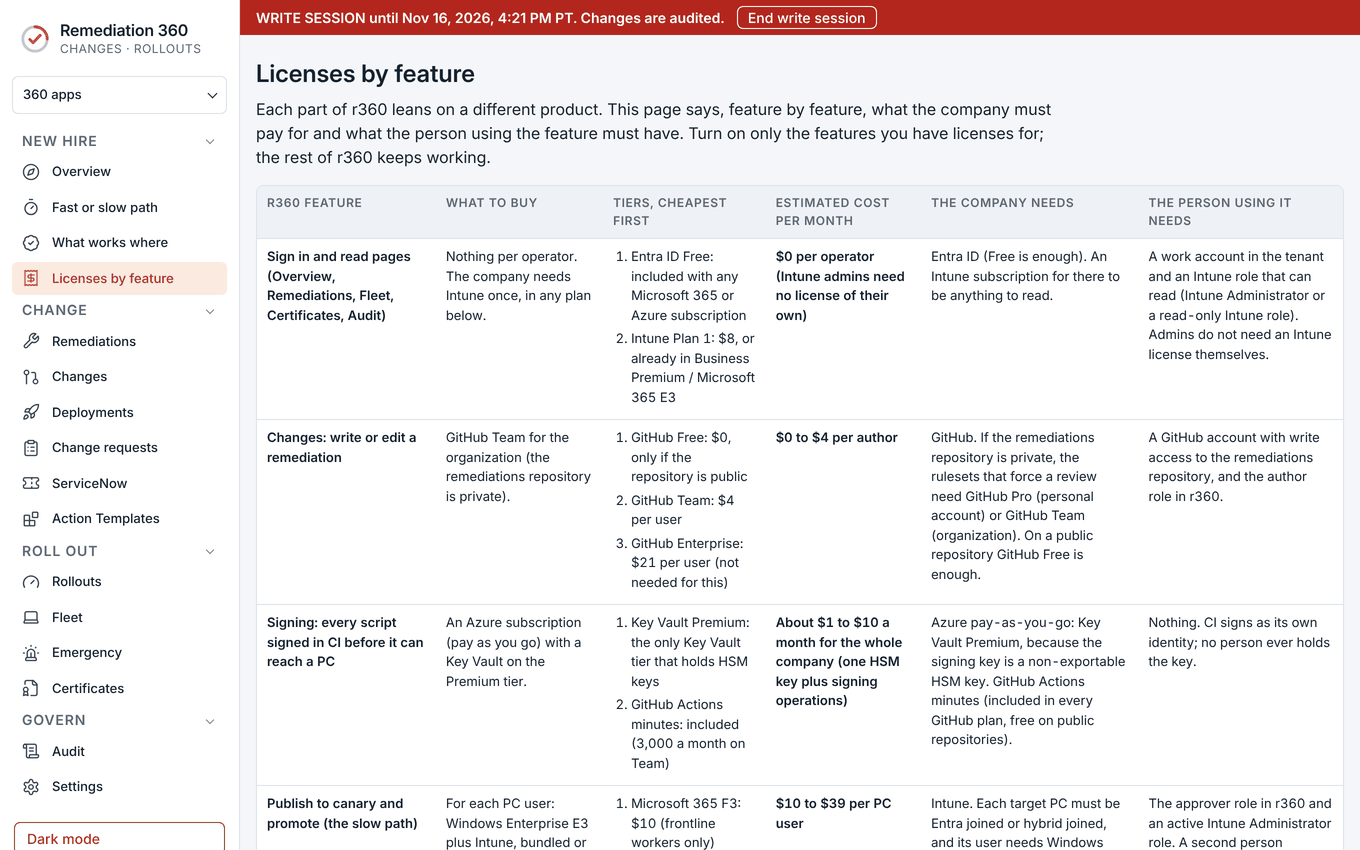 Remediation 360
CHANGES · ROLLOUTS
360 apps
NEW HIRE
Overview
Fast or slow path
What works where
Licenses by feature
CHANGE
Remediations
Changes
Deployments
Change requests
ServiceNow
Action Templates
ROLL OUT
Rollouts
Fleet
Emergency
Certificates
GOVERN
Audit
Settings
Dark mode
WRITE SESSION until Nov 16, 2026, 4:21 PM PT. Changes are audited.
End write session
Licenses by feature
Each part of r360 leans on a different product. This page says, feature by feature, what the company must
pay for and what the person using the feature must have. Turn on only the features you have licenses for;
the rest of r360 keeps working.
R360 FEATURE
WHAT TO BUY
TIERS, CHEAPEST
FIRST
ESTIMATED COST
PER MONTH
THE COMPANY NEEDS
THE PERSON USING IT
NEEDS
Sign in and read pages
(Overview,
Remediations, Fleet,
Certificates, Audit)
Nothing per operator.
The company needs
Intune once, in any plan
below.
1. Entra ID Free:
included with any
Microsoft 365 or
Azure subscription
2. Intune Plan 1: $8, or
already in Business
Premium / Microsoft
365 E3
$0 per operator
(Intune admins need
no license of their
own)
Entra ID (Free is enough). An
Intune subscription for there to
be anything to read.
A work account in the tenant
and an Intune role that can
read (Intune Administrator or
a read-only Intune role).
Admins do not need an Intune
license themselves.
Changes: write or edit a
remediation
GitHub Team for the
organization (the
remediations repository
is private).
1. GitHub Free: $0,
only if the
repository is public
2. GitHub Team: $4
per user
3. GitHub Enterprise:
$21 per user (not
needed for this)
$0 to $4 per author
GitHub. If the remediations
repository is private, the
rulesets that force a review
need GitHub Pro (personal
account) or GitHub Team
(organization). On a public
repository GitHub Free is
enough.
A GitHub account with write
access to the remediations
repository, and the author
role in r360.
Signing: every script
signed in CI before it can
reach a PC
An Azure subscription
(pay as you go) with a
Key Vault on the
Premium tier.
1. Key Vault Premium:
the only Key Vault
tier that holds HSM
keys
2. GitHub Actions
minutes: included
(3,000 a month on
Team)
About $1 to $10 a
month for the whole
company (one HSM
key plus signing
operations)
Azure pay-as-you-go: Key
Vault Premium, because the
signing key is a non-exportable
HSM key. GitHub Actions
minutes (included in every
GitHub plan, free on public
repositories).
Nothing. CI signs as its own
identity; no person ever holds
the key.
Publish to canary and
promote (the slow path)
For each PC user:
Windows Enterprise E3
plus Intune, bundled or
1. Microsoft 365 F3:
$10 (frontline
workers only)
$10 to $39 per PC
user
Intune. Each target PC must be
Entra joined or hybrid joined,
and its user needs Windows
The approver role in r360 and
an active Intune Administrator
role. A second person